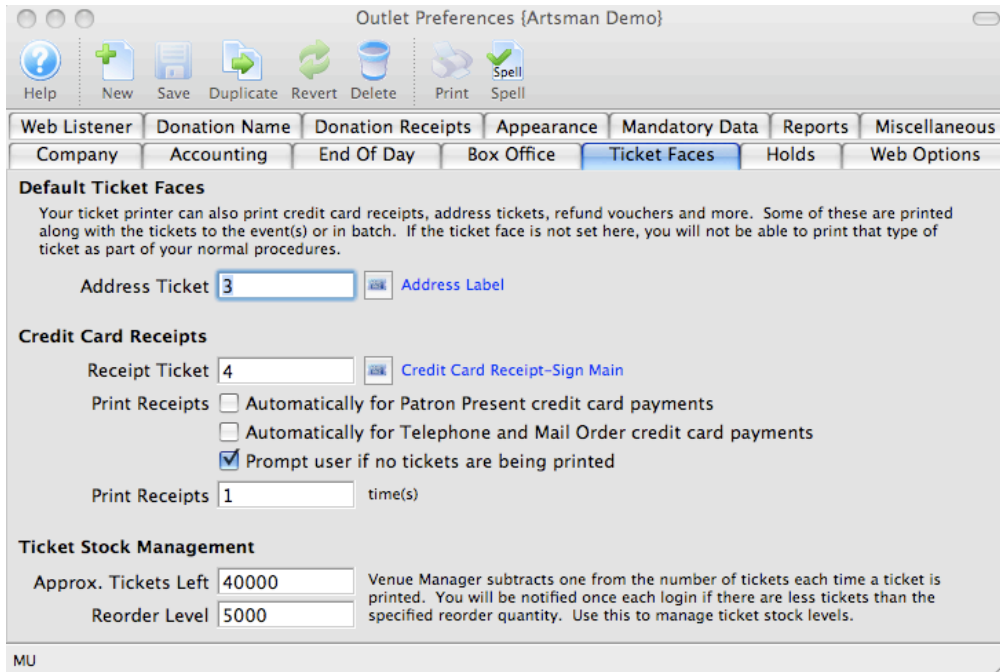 Outlet Preferences {Artsman Demo}
Spell
Help New Save Duplicate Revert Delete Print Spell
Web Listener Donation Name Donation Receipts Appearance Mandatory Data Reports Miscellaneous
Company Accounting End Of Day Box Office Ticket Faces Holds Web Options
Default Ticket Faces
Your ticket printer can also print credit card receipts, address tickets, refund vouchers and more. Some of these are printed
along with the tickets to the event(s) or in batch. If the ticket face is not set here, you will not be able to print that type of
ticket as part of your normal procedures.
Address Ticket 3 Address Label
Credit Card Receipts
Receipt Ticket 4 Credit Card Receipt-Sign Main
Print Receipts Automatically for Patron Present credit card payments
Automatically for Telephone and Mail Order credit card payments
Prompt user if no tickets are being printed
Print Receipts 1 time(s)
Ticket Stock Management
Approx. Tickets Left 40000 Venue Manager subtracts one from the number of tickets each time a ticket is
printed. You will be notified once each login if there are less tickets than the
Reorder Level 5000 specified reorder quantity. Use this to manage ticket stock levels.
MU